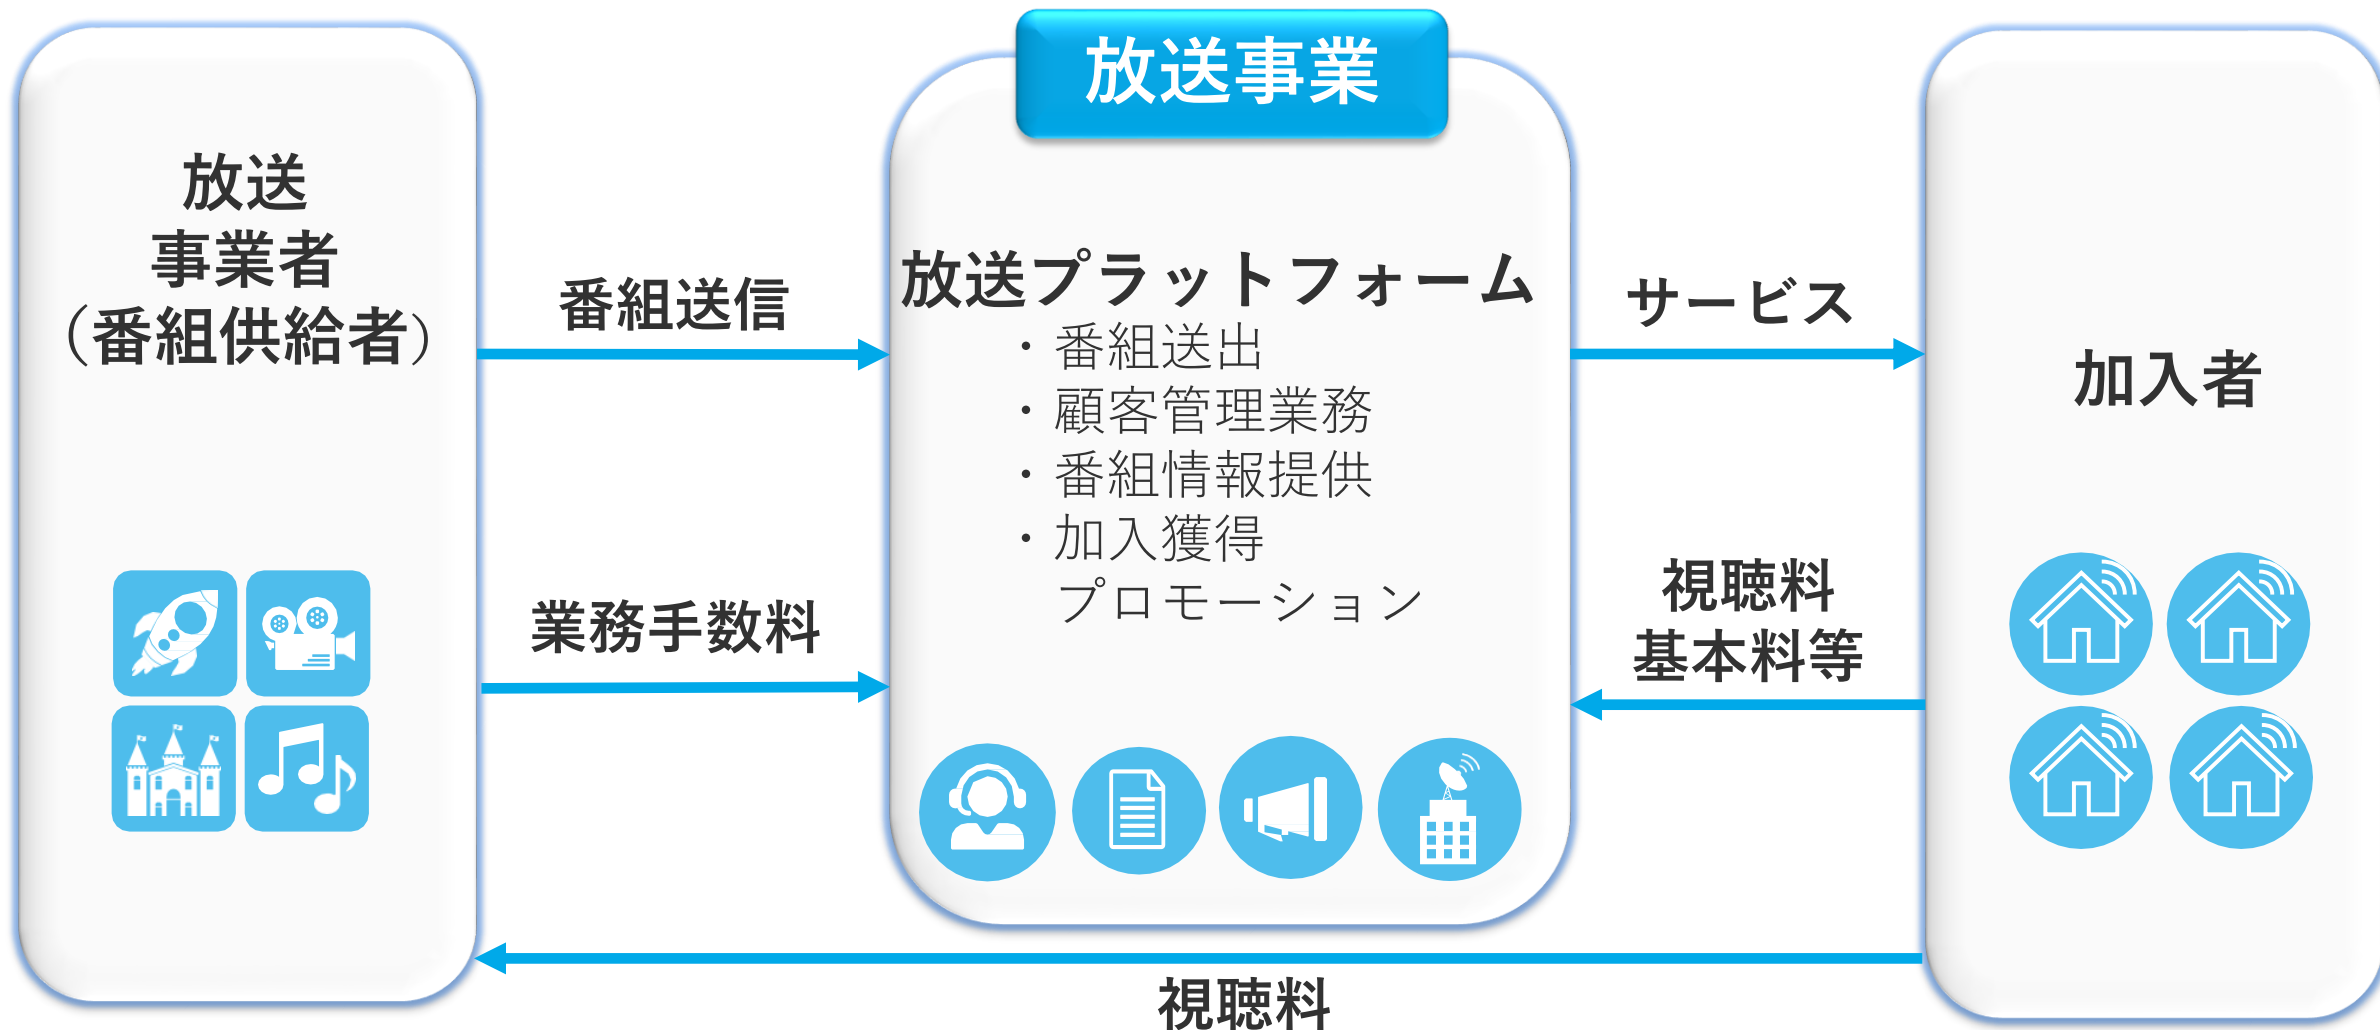 放送事業
放送
事業者
（番組供給者）
番組送信
業務手数料
放送プラットフォーム
・番組送出
・顧客管理業務
・番組情報提供
・加入獲得
プロモーション
サービス
視聴料
基本料等
加入者
視聴料